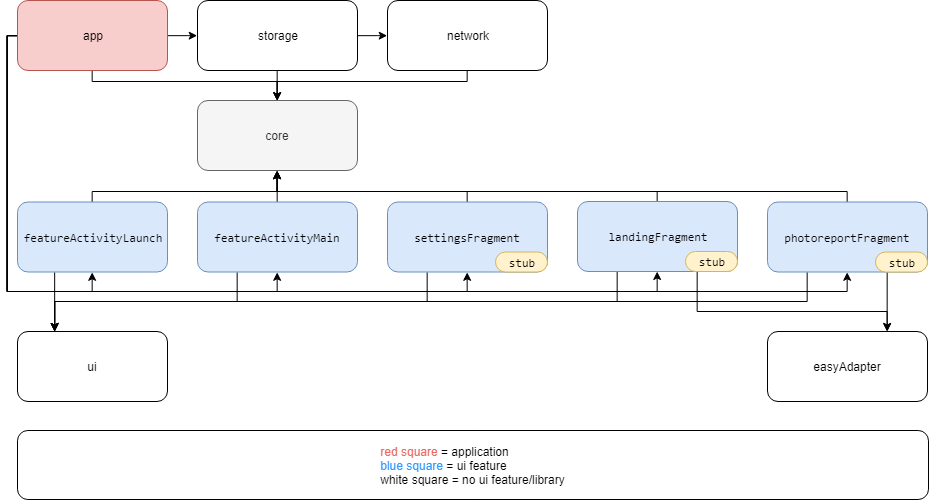 app
storage
network
core
featureActivityLaunch
featureActivityMain
settingsFragment
landingFragment
photoreportFragment
stub
stub
stub
ui
easyAdapter
red square = application
blue square = ui feature
white square = no ui feature/library